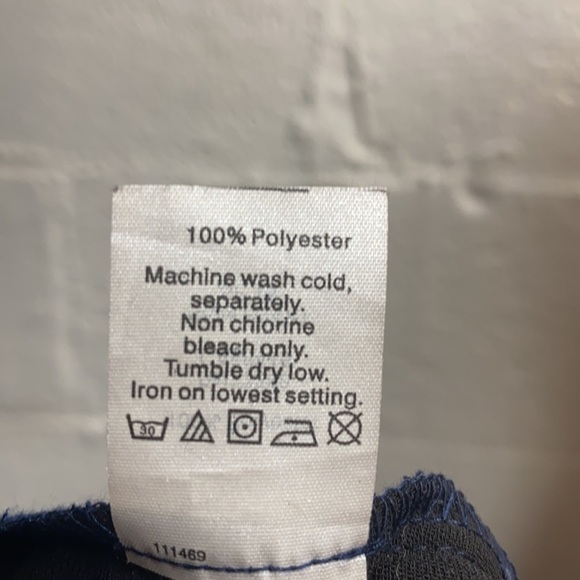 100% Polyester
Machine wash cold,
separately.
Non chlorine
bleach only.
Tumble dry low.
Iron on lowest setting.
30
111469